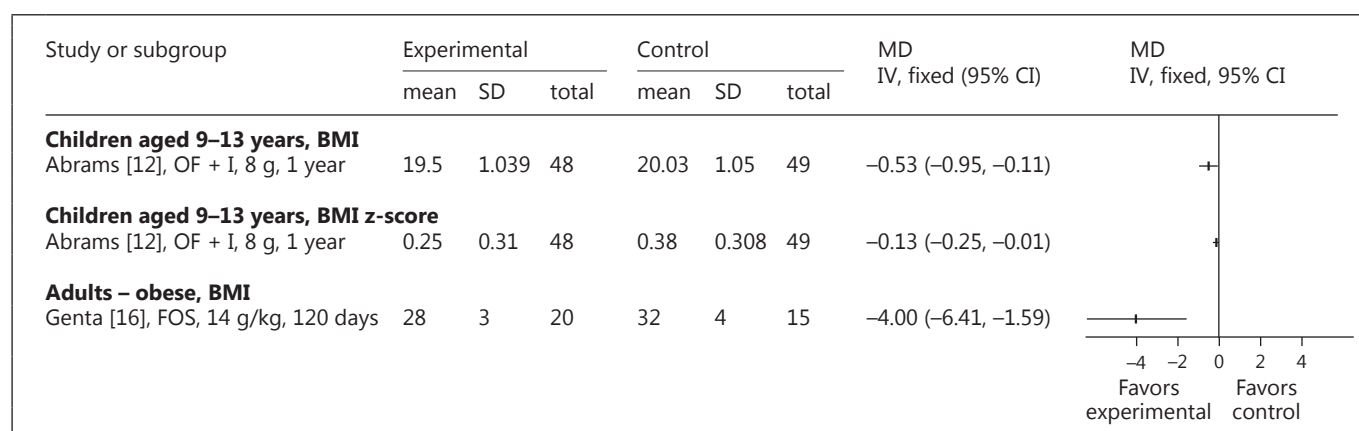 Study or subgroup Experimental Control MD MD
IV, fixed (95% CI) IV, fixed, 95% CI
mean SD total mean SD total
Children aged 9–13 years, BMI
Abrams [12], OF + I, 8 g, 1 year 19.5 1.039 48 20.03 1.05 49 –0.53 (–0.95, –0.11)
Children aged 9–13 years, BMI z-score
Abrams [12], OF + I, 8 g, 1 year 0.25 0.31 48 0.38 0.308 49 –0.13 (–0.25, –0.01)
Adults – obese, BMI
Genta [16], FOS, 14 g/kg, 120 days 28 3 20 32 4 15 –4.00 (–6.41, –1.59)
–4 –2 0 2 4
Favors Favors
experimental control